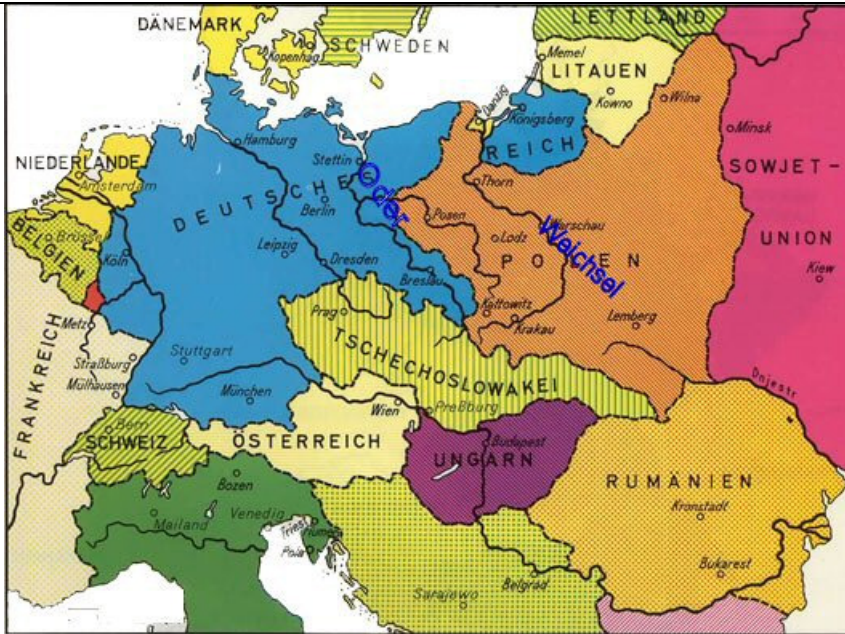 LETTLAND
DÄNEMARK
SCHWEDEN
Kopenhag.
Memel
LITAUEN
Kowno
Wilna
Danzig
Königsberg
Minsk
Hamburg
Stettin
REICH
SOWJET-
NIEDERLANDE
Amsterdam
DEUTSCHES
Oder
Thorn
Berlin
Posen
Warschau
Weichsel
UNION
BELGIEN
Brüssel
Köln
Leipzig
Lodz
POLEN
Dresden
Breslau
Kiew
Metz
Prag
Kattowitz
Krakau
Lemberg
FRANKREICH
Straßburg
Stuttgart
TSCHECHOSLOWAKEI
Mülhausen
München
Wien
Preßburg
Dnjestr
Bern
SCHWEIZ
ÖSTERREICH
Budapest
UNGARN
Bozen
RUMÄNIEN
Mailand
Venedig
Triest
Fiume
Kronstadt
Pola
Belgrad
Bukarest
Sarajewo